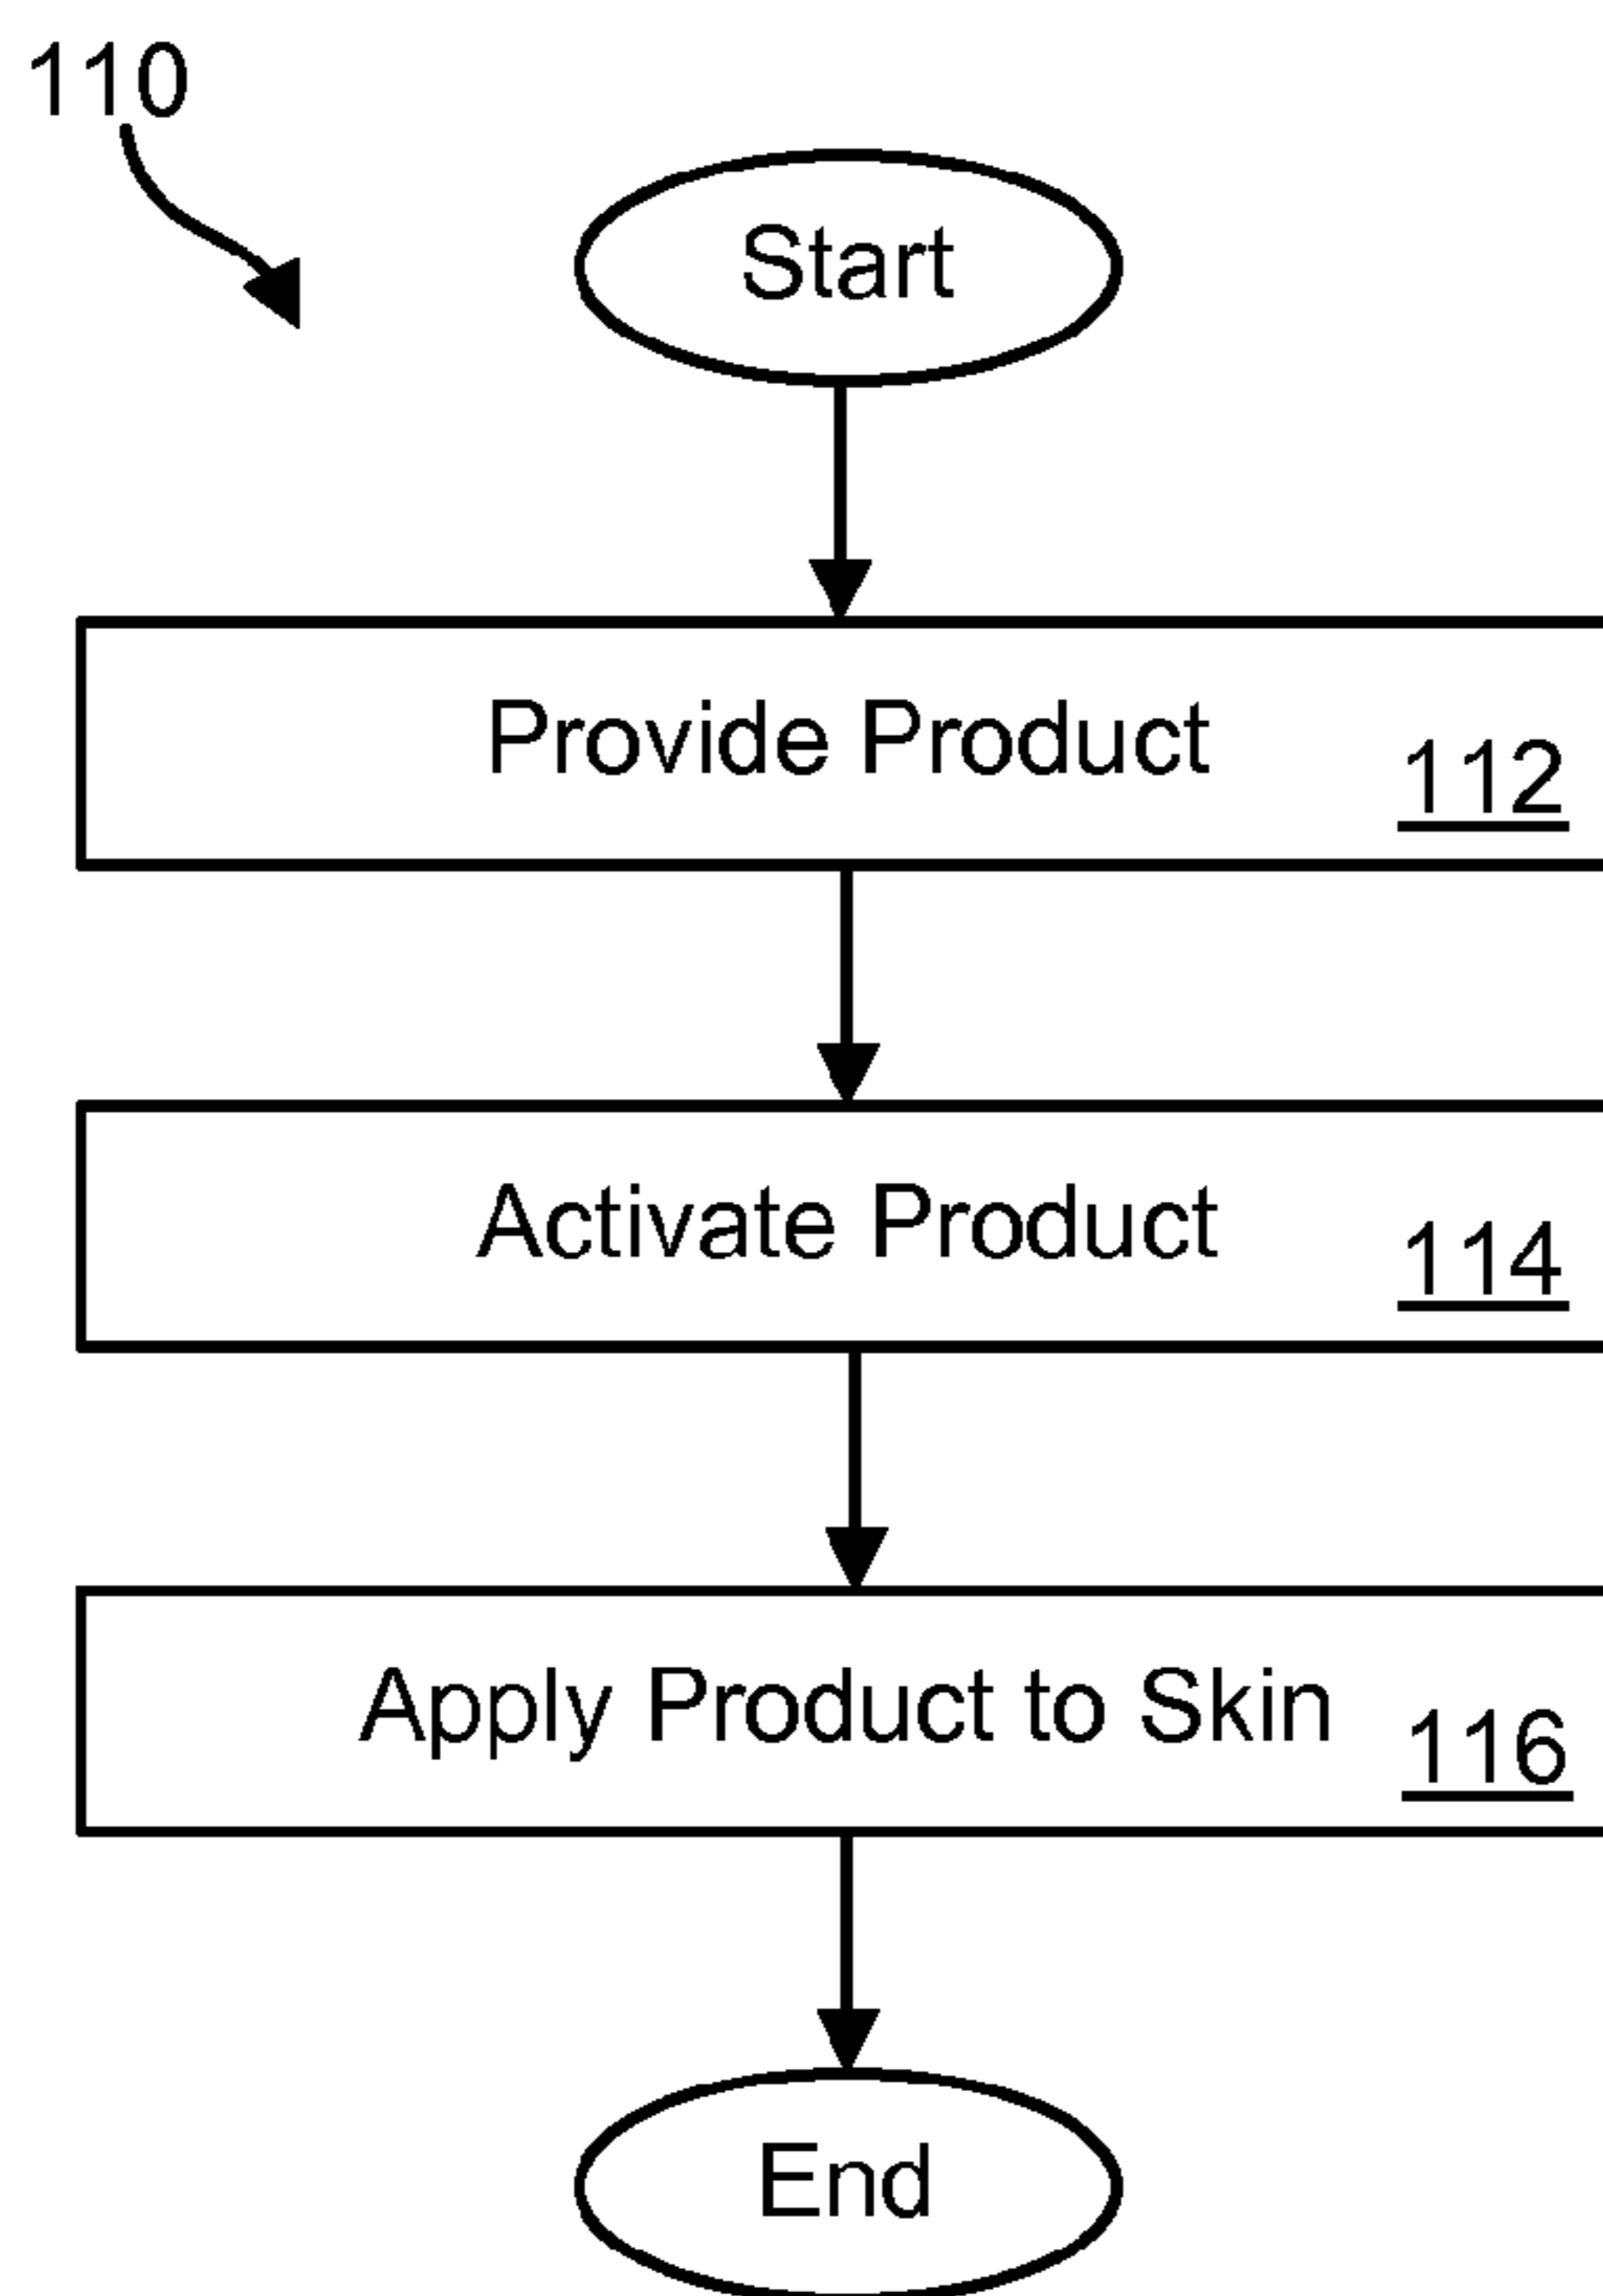 110
Start
Provide Product
112
Activate Product
114
Apply Product to Skin
116
End